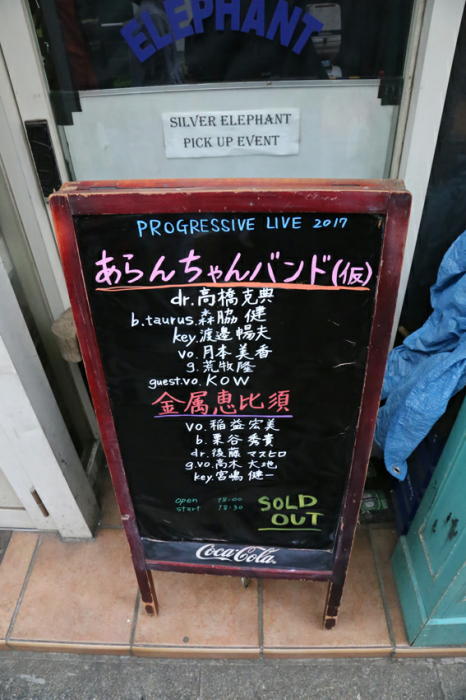 ELEPHANT
SILVER ELEPHANT
PICK UP EVENT
PROGRESSIVE LIVE 2017
あらんちゃんバンド(仮)
dr.高橋克典
b.taurus.森脇 健
key.渡邊暢夫
vo.月本美香
g.荒牧隆
guest.vo.KOW
金属恵比須
vo.稲益宏美
b.栗谷秀貴
dr.後藤マスヒロ
g.vo.高木大地
key.宮嶋健一
open 18:00
start 18:30
SOLD
OUT
Coca-Cola